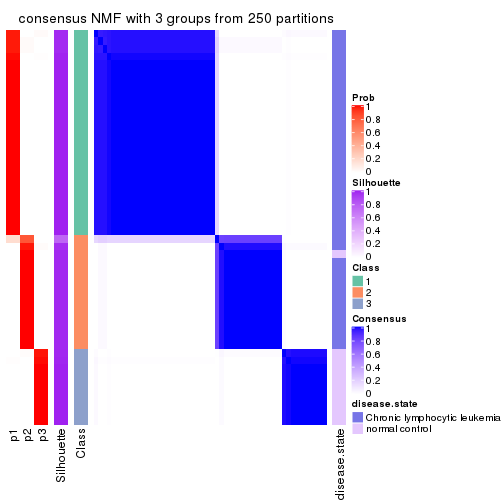 consensus NMF with 3 groups from 250 partitions
Prob
1
0.8
0.6
0.4
0.2
0
Silhouette
1
0.8
0.6
0.4
0.2
0
Class
1
2
3
Consensus
1
0.8
0.6
0.4
0.2
0
disease.state
Chronic lymphocytic leukemia
normal control
p1
p2
p3
Silhouette
Class
disease.state